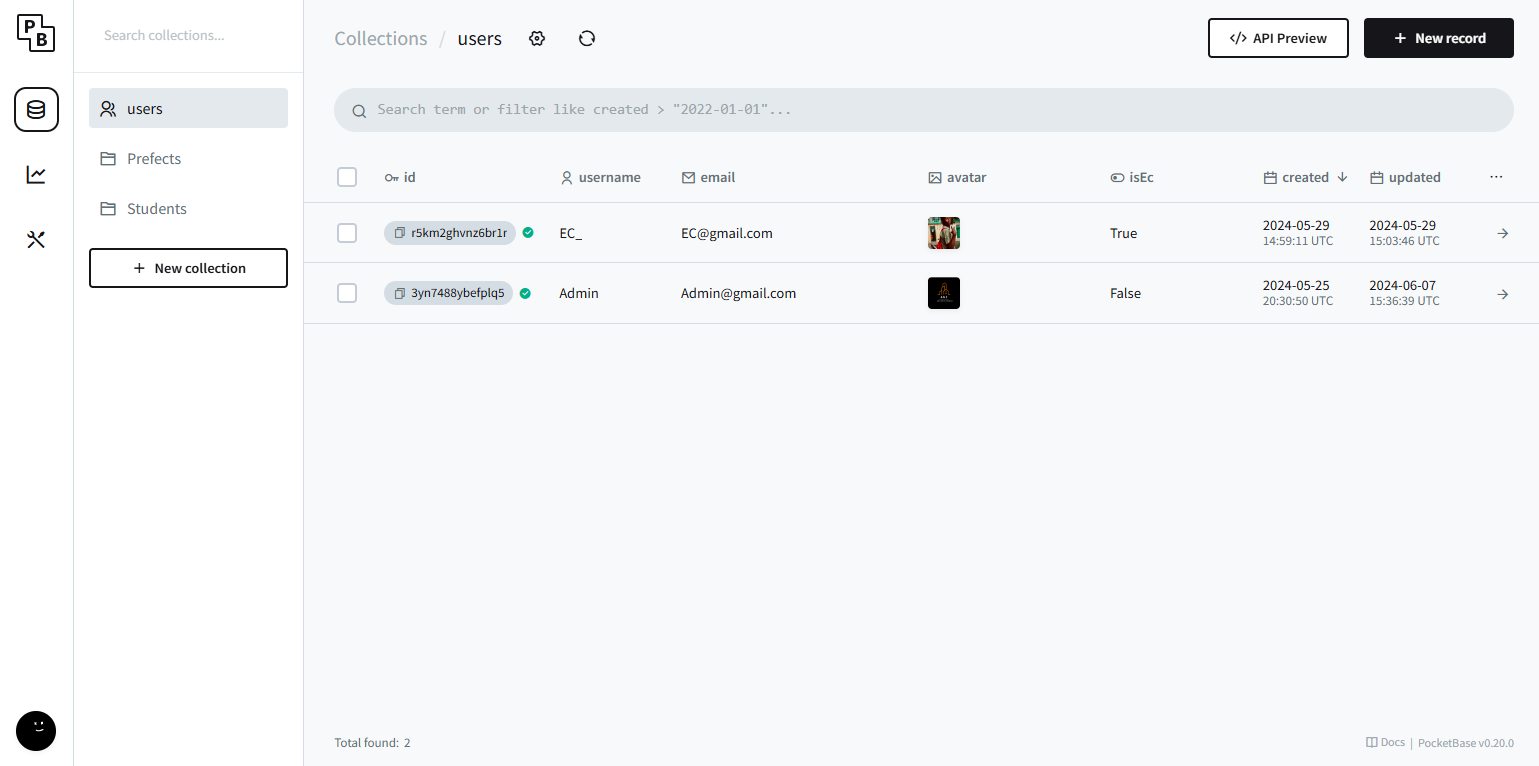 P
B
Search collections...
users
Prefects
Students
+ New collection
Collections / users
</> API Preview
+ New record
Search term or filter like created > "2022-01-01"...
id username email avatar isEc created updated
r5km2ghvnz6br1r EC_ EC@gmail.com True 2024-05-29 14:59:11 UTC 2024-05-29 15:03:46 UTC
3yn7488ybefplq5 Admin Admin@gmail.com False 2024-05-25 20:30:50 UTC 2024-06-07 15:36:39 UTC
Total found: 2
Docs | PocketBase v0.20.0